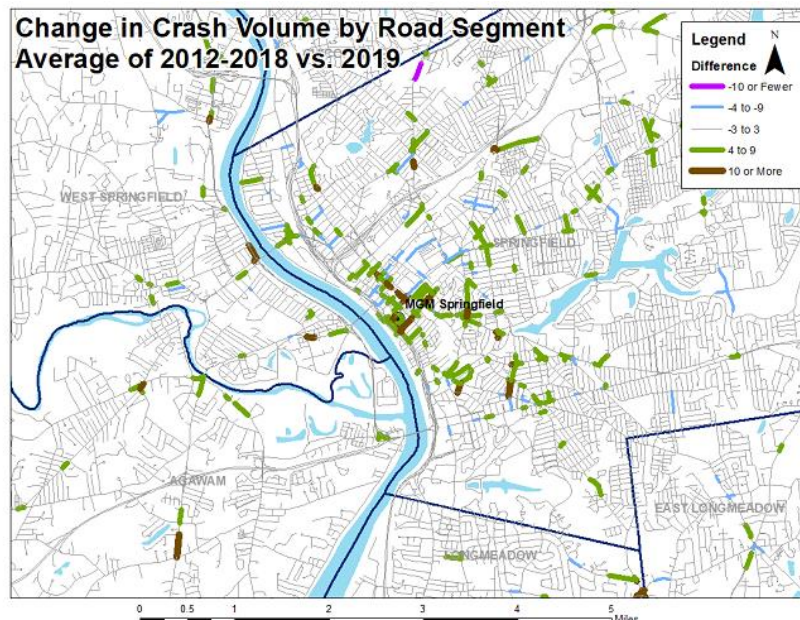 Change in Crash Volume by Road Segment
Average of 2012-2018 vs. 2019
Legend
N
Difference
-10 or Fewer
-4 to -9
-3 to 3
4 to 9
10 or More
WEST SPRINGFIELD
SPRINGFIELD
MGM Springfield
AGAWAM
EAST LONGMEADOW
LONGMEADOW
0 0.5 1 2 3 4 5
Miles